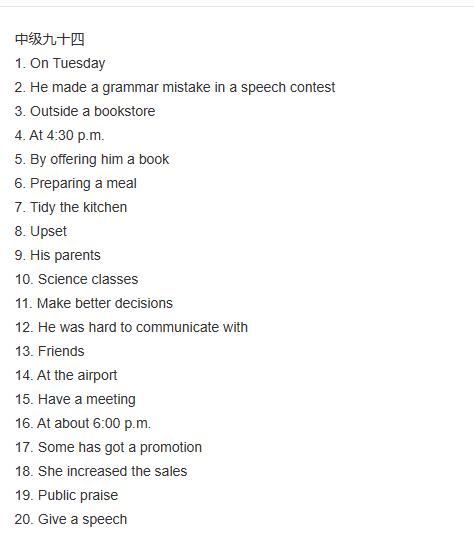 中级九十四
1. On Tuesday
2. He made a grammar mistake in a speech contest
3. Outside a bookstore
4. At 4:30 p.m.
5. By offering him a book
6. Preparing a meal
7. Tidy the kitchen
8. Upset
9. His parents
10. Science classes
11. Make better decisions
12. He was hard to communicate with
13. Friends
14. At the airport
15. Have a meeting
16. At about 6:00 p.m.
17. Some has got a promotion
18. She increased the sales
19. Public praise
20. Give a speech